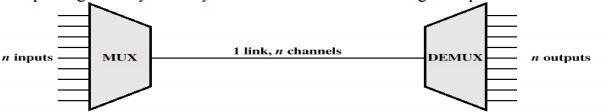 n inputs
MUX
1 link, n channels
DEMUX
n outputs